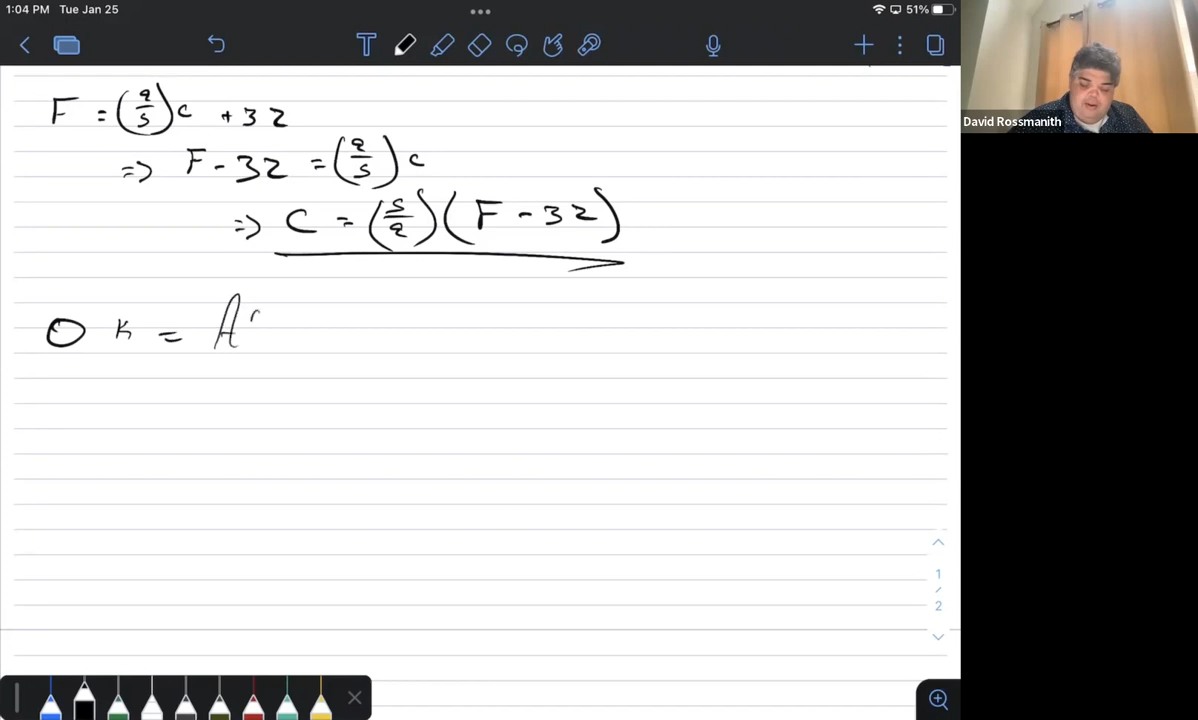 1:04 PM Tue Jan 25
51%
T
F = (9/5) C + 32
=> F - 32 = (9/5) C
=> C = (5/9) (F - 32)
O K = A
David Rossmanith
1
/
2